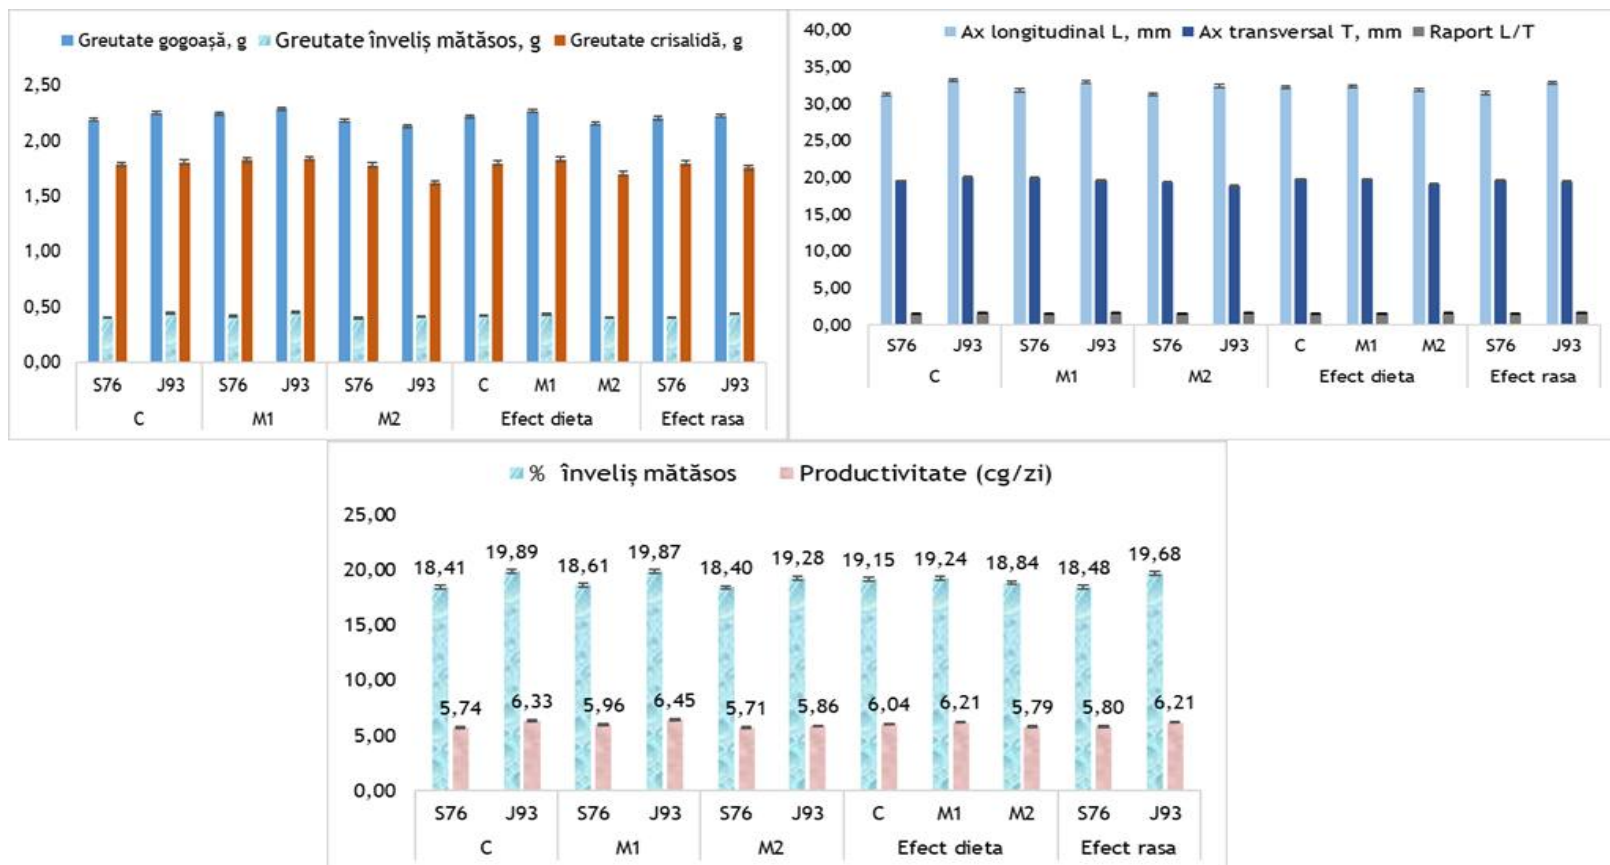 Greutate gogoașă, g Greutate înveliș mătăsos, g Greutate crisalidă, g
2,50
2,00
1,50
1,00
0,50
0,00
S76 J93 S76 J93 S76 J93 C M1 M2 S76 J93
C M1 M2 Efect dieta Efect rasa
40,00
Ax longitudinal L, mm Ax transversal T, mm Raport L/T
35,00
30,00
25,00
20,00
15,00
10,00
5,00
0,00
S76 J93 S76 J93 S76 J93 C M1 M2 S76 J93
C M1 M2 Efect dieta Efect rasa
% înveliș mătăsos Productivitate (cg/zi)
25,00
20,00
15,00
10,00
5,00
0,00
18,41 19,89 18,61 19,87 18,40 19,28 19,15 19,24 18,84 18,48 19,68
5,74 6,33 5,96 6,45 5,71 5,86 6,04 6,21 5,79 5,80 6,21
S76 J93 S76 J93 S76 J93 C M1 M2 S76 J93
C M1 M2 Efect dieta Efect rasa